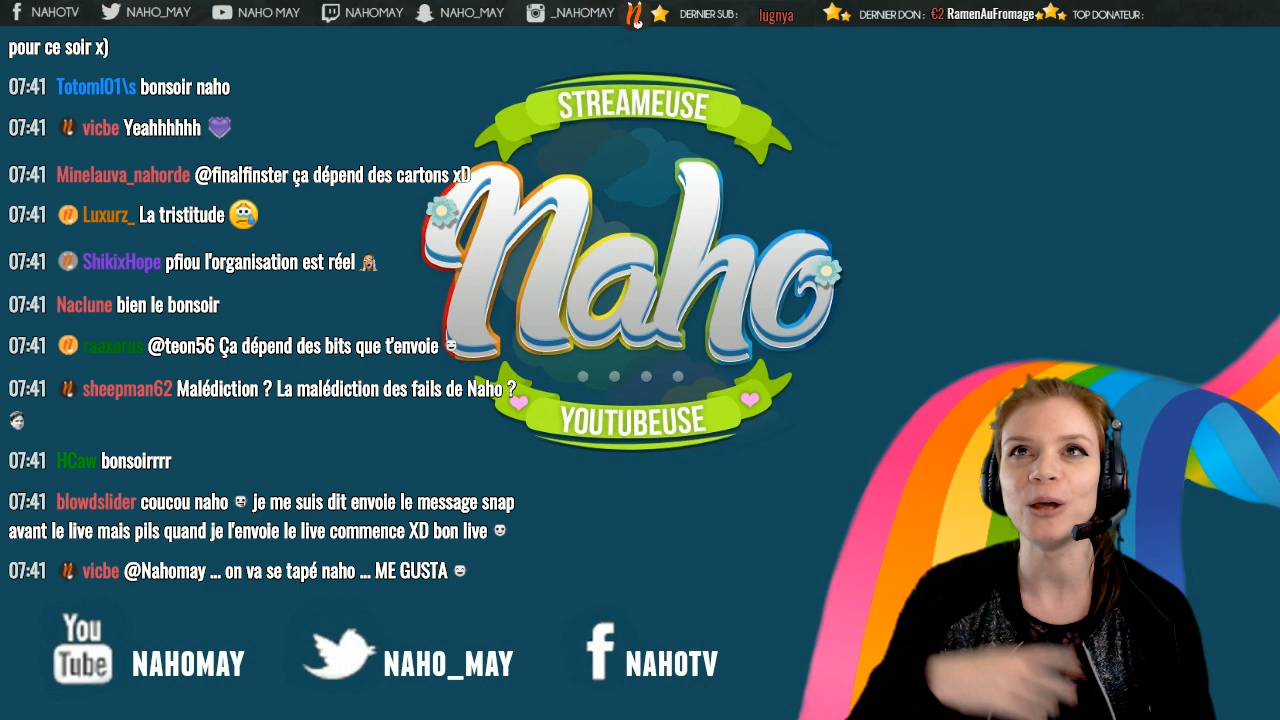 NAHOTV NAHO_MAY NAHO MAY NAHOMAY NAHO_MAY _NAHOMAY DERNIER SUB : lugnya DERNIER DON : €2 RamenAuFromage TOP DONATEUR :
pour ce soir x)
07:41 Totoml01\s bonsoir naho
07:41 vicbe Yeahhhhhh
07:41 Minelauva_nahorde @finalfinster ça dépend des cartons xD
07:41 Luxurz_ La tristitude
07:41 ShikixHope pfiou l'organisation est réel
07:41 Naclune bien le bonsoir
07:41 raaxorus @teon56 Ça dépend des bits que t'envoie
07:41 sheepman62 Malédiction ? La malédiction des fails de Naho ?
07:41 HCaw bonsoirrrr
07:41 blowdslider coucou naho je me suis dit envoie le message snap
avant le live mais pils quand je l'envoie le live commence XD bon live
07:41 vicbe @Nahomay ... on va se tapé naho ... ME GUSTA
STREAMEUSE
Naho
YOUTUBEUSE
You
Tube NAHOMAY NAHO_MAY NAHOTV